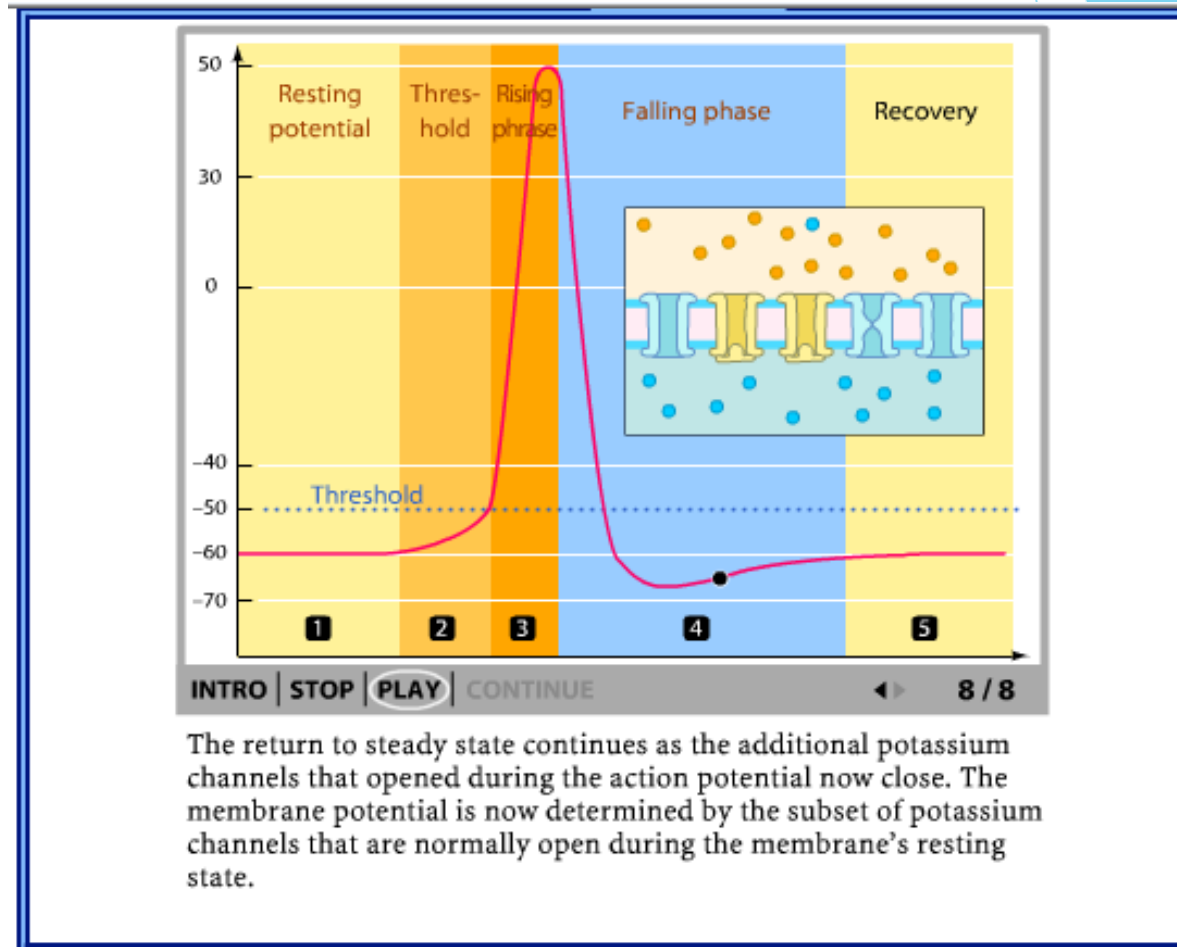 50
Resting
potential
Thres-
hold
Rising
phrase
Falling phase
Recovery
30
0
–40
Threshold
–50
–60
–70
1
2
3
4
5
INTRO | STOP | PLAY | CONTINUE
8 / 8
The return to steady state continues as the additional potassium
channels that opened during the action potential now close. The
membrane potential is now determined by the subset of potassium
channels that are normally open during the membrane’s resting
state.